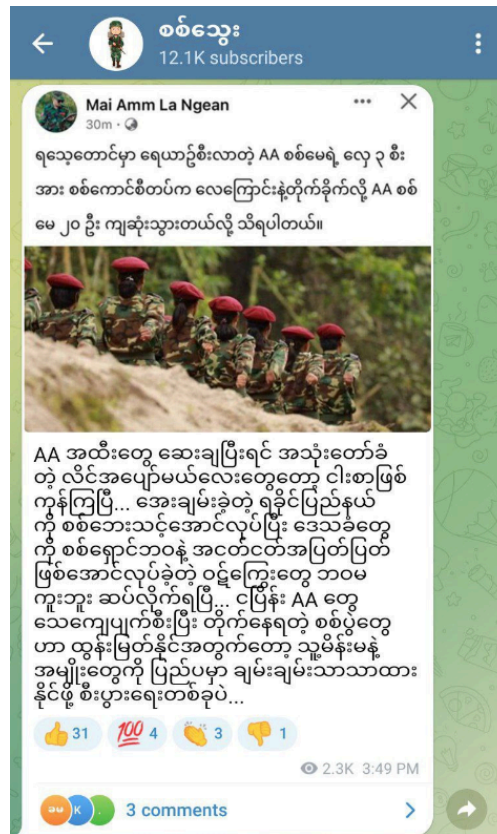 စစ်သွေး
12.1K subscribers
Mai Amm La Ngean
30m
ရသေ့တောင်မှာ ရေယာဥ်စီးလာတဲ့ AA စစ်မေရဲ့ လှေ ၃ စီး
အား စစ်ကောင်စီတပ်က လေကြောင်းနဲ့တိုက်ခိုက်လို့ AA စစ်
မေ ၂၀ ဦး ကျဆုံးသွားတယ်လို့ သိရပါတယ်။
AA အထီးတွေ ဆေးချပြီးရင် အသုံးတော်ခံ
တဲ့ လိင်အပျော်မယ်လေးတွေတော့ ငါးစာဖြစ်
ကုန်ကြပြီ... အေးချမ်းခဲ့တဲ့ ရခိုင်ပြည်နယ်
ကို စစ်ဘေးသင့်အောင်လုပ်ပြီး ဒေသခံတွေ
ကို စစ်ရှောင်ဘဝနဲ့ အငတ်ငတ်အပြတ်ပြတ်
ဖြစ်အောင်လုပ်ခဲ့တဲ့ ဝဋ်ကြွေးတွေ ဘဝမ
ကူးဘူး ဆပ်လိုက်ရပြီ... ငပြိန်း AA တွေ
သေကျေပျက်စီးပြီး တိုက်နေရတဲ့ စစ်ပွဲတွေ
ဟာ ထွန်းမြတ်နိုင်အတွက်တော့ သူ့မိန်းမနဲ့
အမျိုးတွေကို ပြည်ပမှာ ချမ်းချမ်းသာသာထား
နိုင်ဖို့ စီးပွားရေးတစ်ခုပဲ...
👍 31 💯 4 👏 3 👎 1
2.3K 3:49 PM
K
3 comments